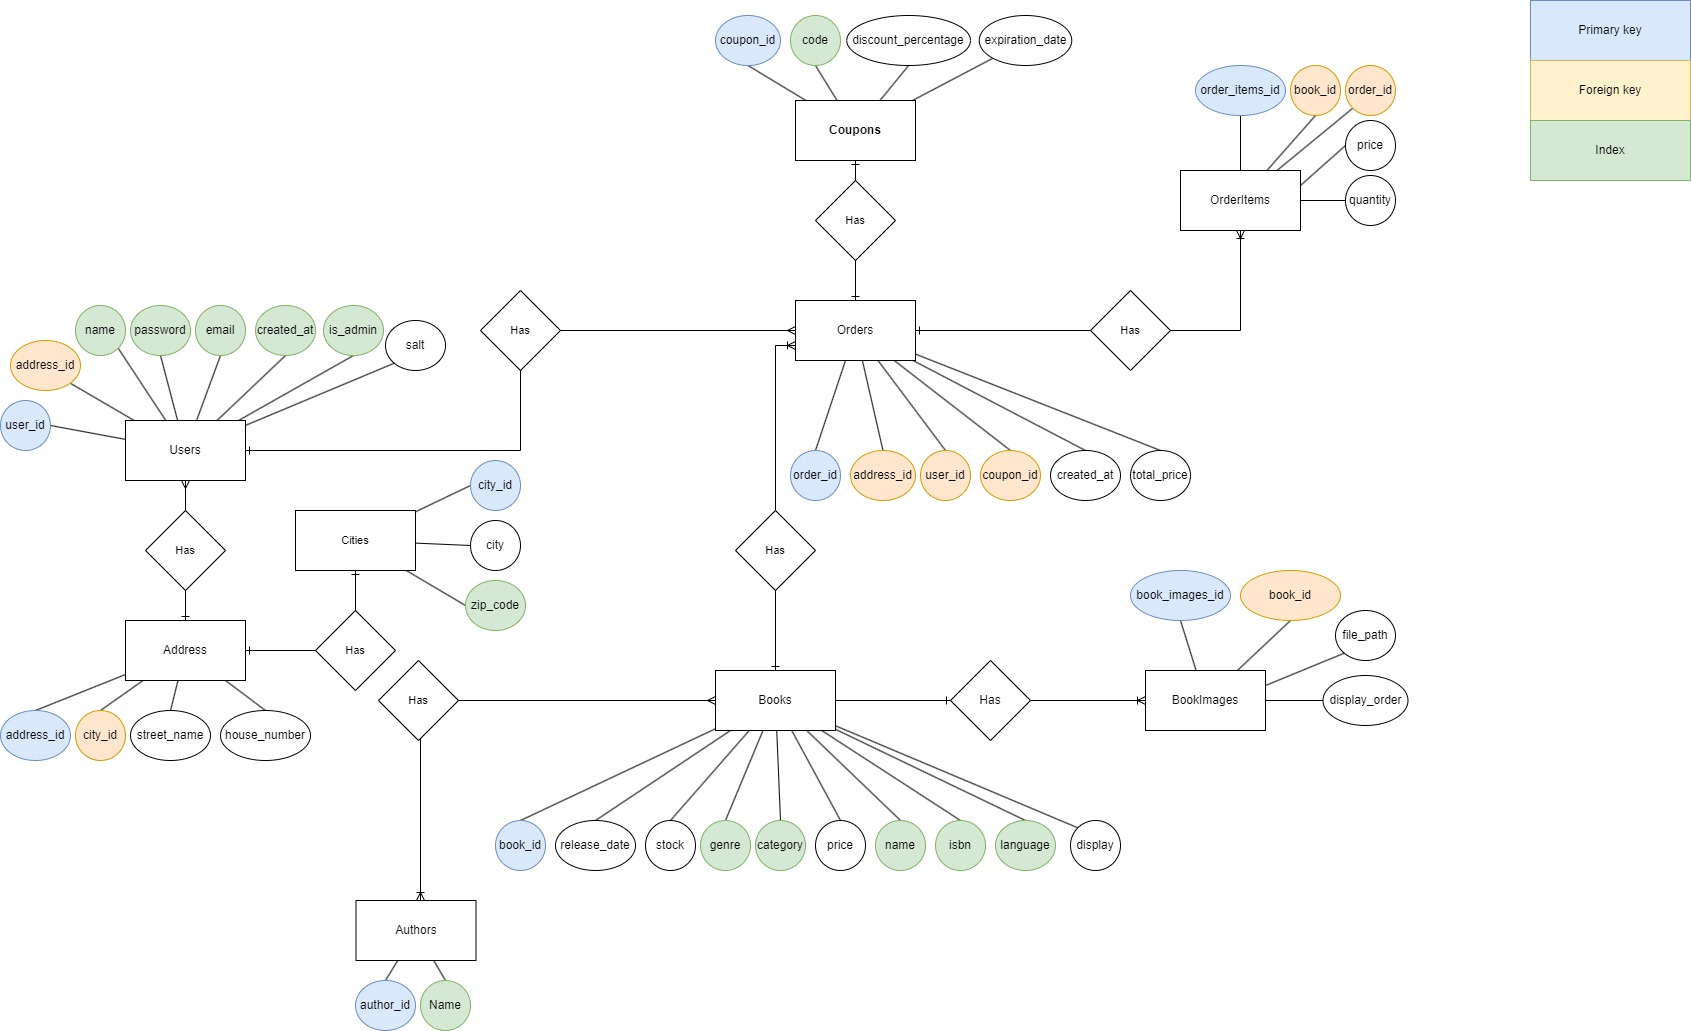 coupon_id
code
discount_percentage
expiration_date
Coupons
Has
Primary key
Foreign key
Index
order_items_id
book_id
order_id
price
quantity
OrderItems
Has
Orders
Has
order_id
address_id
user_id
coupon_id
created_at
total_price
name
password
email
created_at
is_admin
salt
address_id
user_id
Users
Has
Cities
city_id
city
zip_code
Address
Has
address_id
city_id
street_name
house_number
Has
Has
Books
Has
BookImages
book_images_id
book_id
file_path
display_order
book_id
release_date
stock
genre
category
price
name
isbn
language
display
Authors
author_id
Name